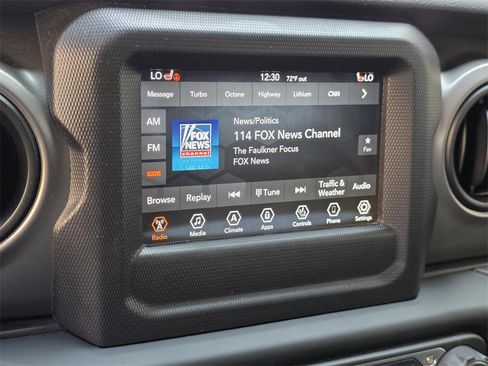 LO 12:30 72°F out LO
Message Turbo Octane Highway Lithium CNN
AM
FM
SXM
FOX
NEWS
channel
News/Politics
114 FOX News Channel
The Faulkner Focus
FOX News
Fav
Browse Replay Tune Traffic & Weather Audio
Radio Media Climate Apps Controls Phone Settings